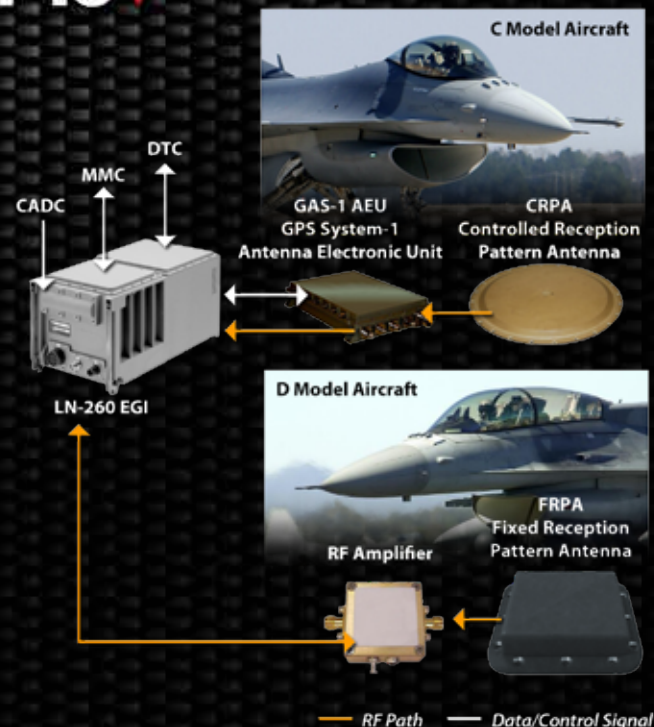 C Model Aircraft
DTC
MMC
CADC
GAS-1 AEU
GPS System-1
Antenna Electronic Unit
CRPA
Controlled Reception
Pattern Antenna
LN-260 EGI
D Model Aircraft
FRPA
Fixed Reception
Pattern Antenna
RF Amplifier
RF Path
Data/Control Signal